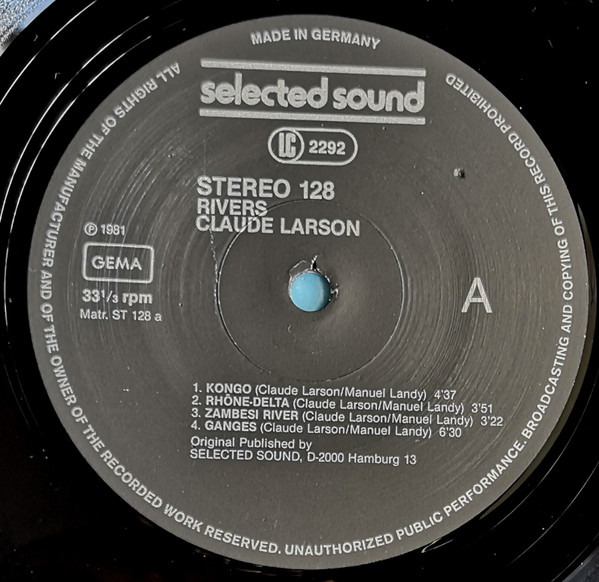 MADE IN GERMANY
selected sound
LC 2292
STEREO 128
RIVERS
CLAUDE LARSON
℗ 1981
GEMA
33 1/3 rpm
Matr. ST 128 a
A
1. KONGO (Claude Larson/Manuel Landy) 4'37
2. RHÔNE-DELTA (Claude Larson/Manuel Landy) 3'51
3. ZAMBESI RIVER (Claude Larson/Manuel Landy) 3'22
4. GANGES (Claude Larson/Manuel Landy) 6'30
Original Published by
SELECTED SOUND, D-2000 Hamburg 13
ALL RIGHTS OF THE MANUFACTURER AND OF THE OWNER OF THE RECORDED WORK RESERVED. UNAUTHORIZED PUBLIC PERFORMANCE. BROADCASTING AND COPYING OF THIS RECORD PROHIBITED